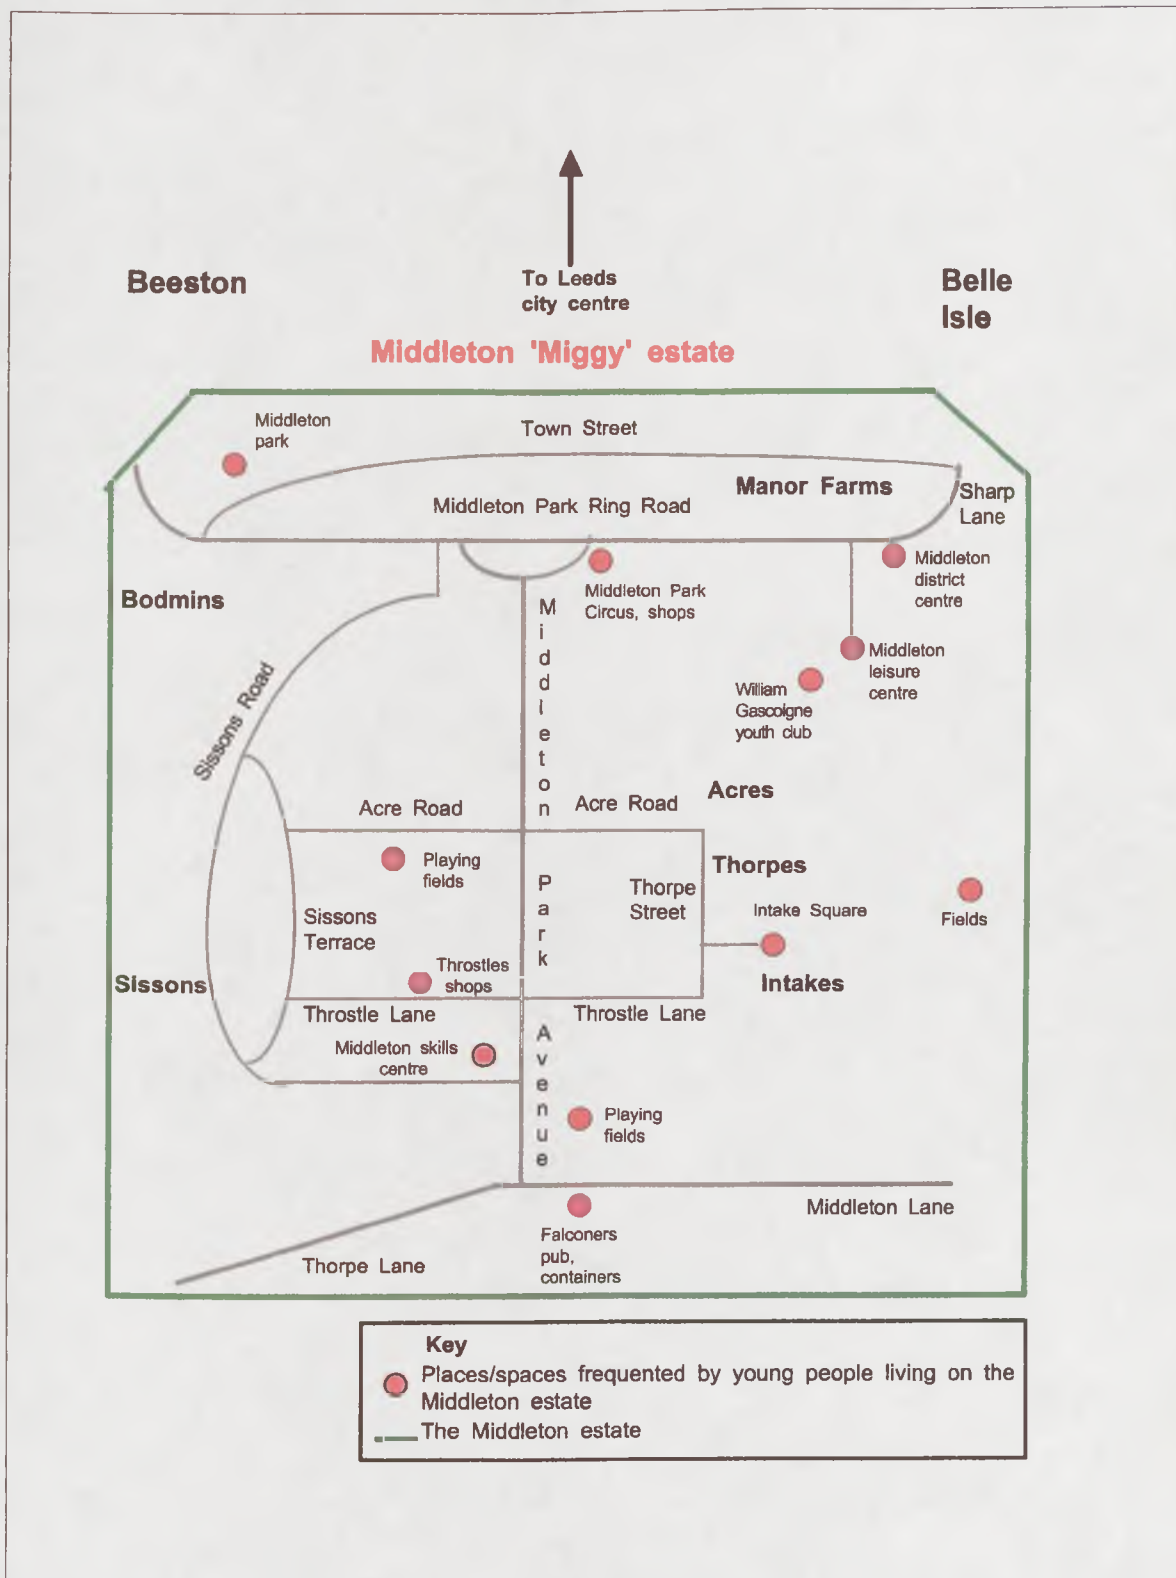 To Leeds
city centre
Beeston
Belle
Isle
Middleton 'Miggy' estate
Middleton
park
Town Street
Manor Farms
Sharp
Lane
Middleton Park Ring Road
Middleton
district
centre
Middleton Park
Circus, shops
Bodmins
Middleton
leisure
centre
William
Gascoigne
youth club
Sissons Road
Middleton Park Avenue
Acres
Acre Road
Acre Road
Playing
fields
Thorpes
Thorpe
Street
Intake Square
Fields
Sissons
Terrace
Throstles
shops
Sissons
Intakes
Throstle Lane
Throstle Lane
Middleton skills
centre
Playing
fields
Middleton Lane
Falconers
pub,
containers
Thorpe Lane
Key
Places/spaces frequented by young people living on the
Middleton estate
The Middleton estate